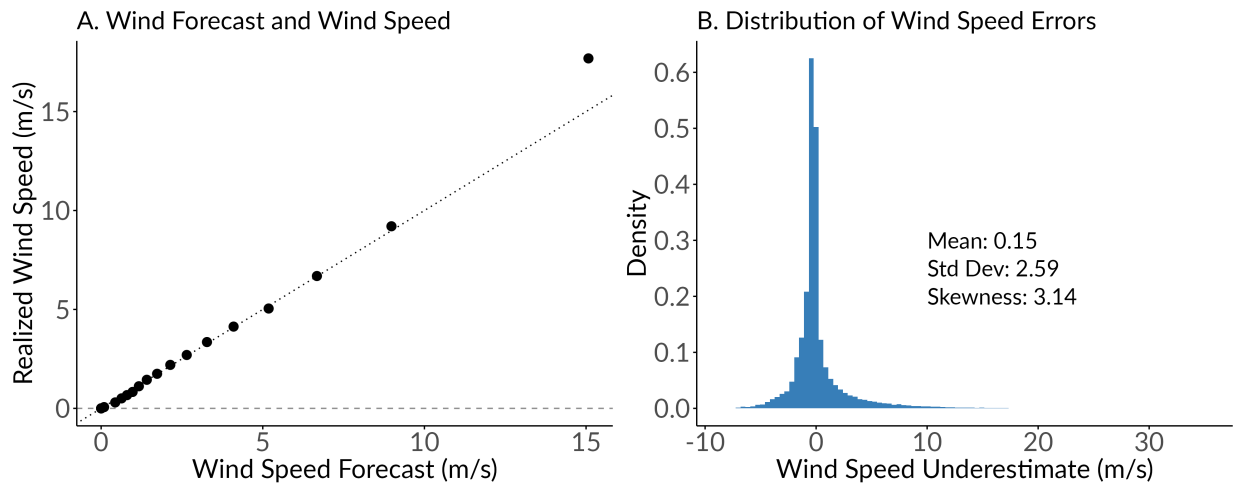 A. Wind Forecast and Wind Speed
Realized Wind Speed (m/s)
15
10
5
0
0
5
10
15
Wind Speed Forecast (m/s)
B. Distribution of Wind Speed Errors
Density
0.6
0.5
0.4
0.3
0.2
0.1
0.0
Mean: 0.15
Std Dev: 2.59
Skewness: 3.14
-10
0
10
20
30
Wind Speed Underestimate (m/s)